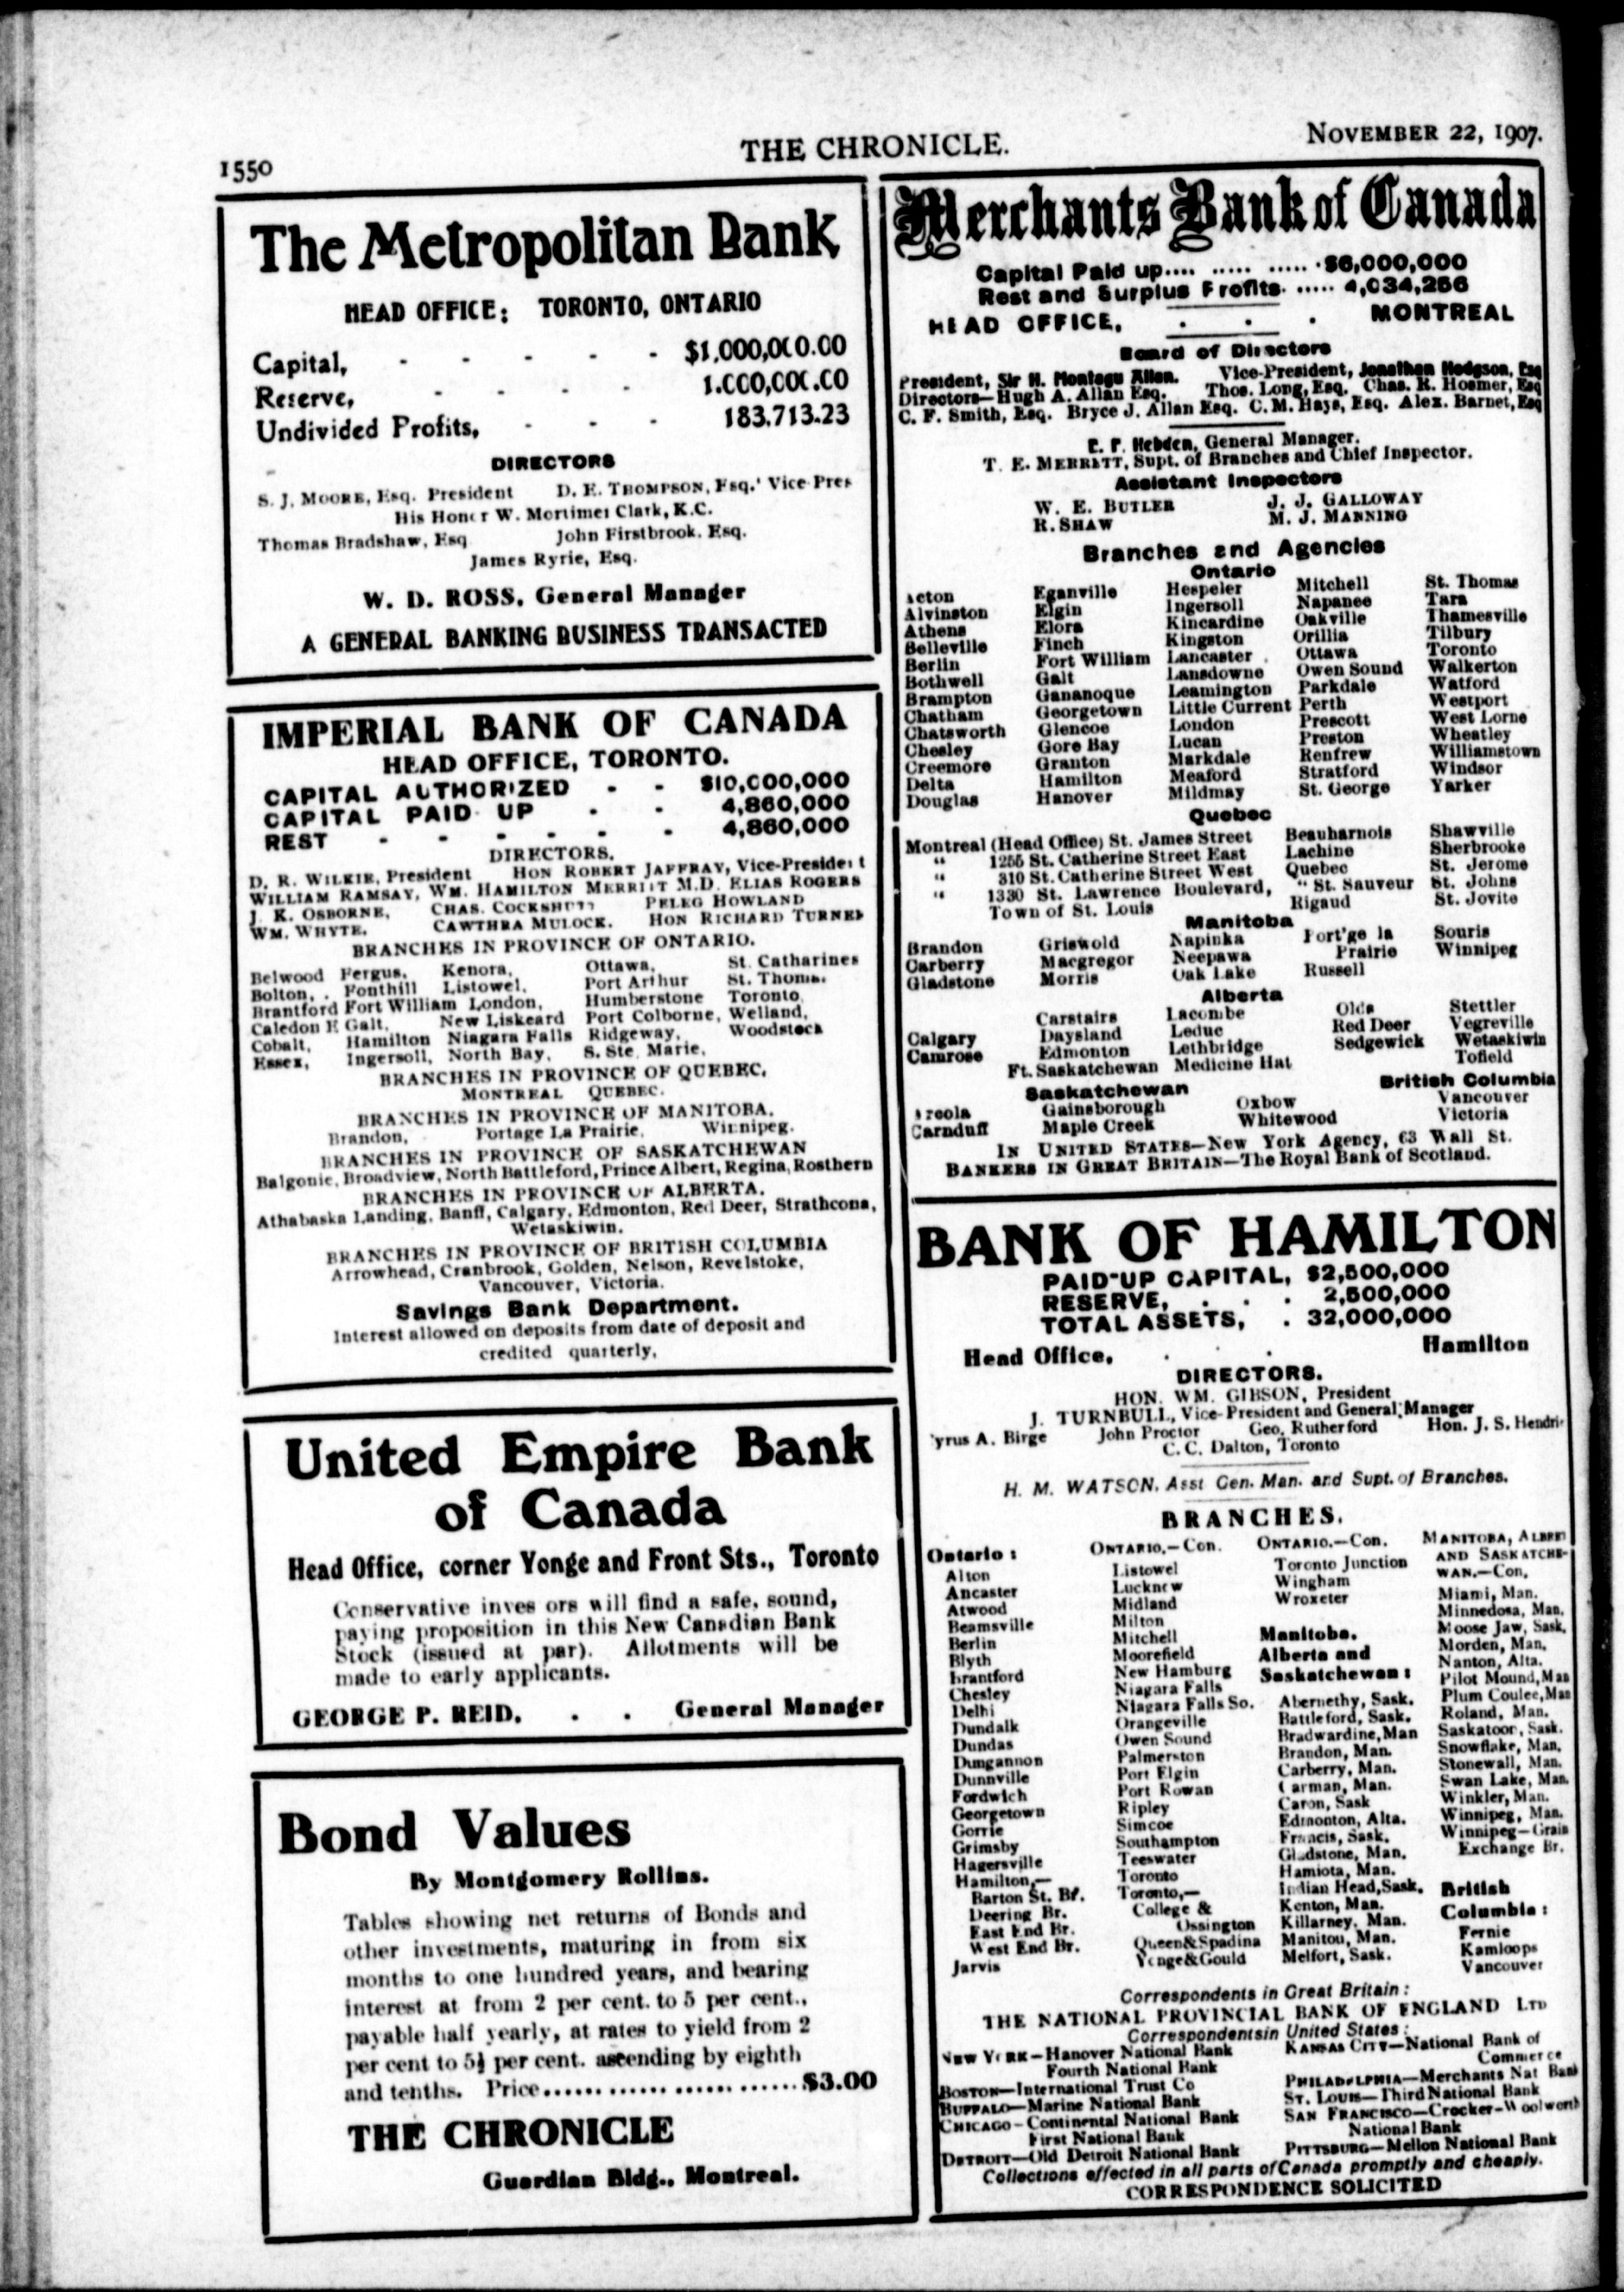 1550
THE CHRONICLE.
NOVEMBER 22, 1907.
The Metropolitan Bank
HEAD OFFICE: TORONTO, ONTARIO
Capital, - - - - - $1,000,000.00
Reserve, - - - - 1,000,000.00
Undivided Profits, - - - 183,713.23
DIRECTORS
S. J. MOORE, Esq. President D. E. THOMPSON, Esq. Vice-Pres
His Honor W. Mortimer Clark, K.C.
Thomas Bradshaw, Esq John Firstbrook, Esq.
James Ryrie, Esq.
W. D. ROSS, General Manager
A GENERAL BANKING BUSINESS TRANSACTED
IMPERIAL BANK OF CANADA
HEAD OFFICE, TORONTO.
CAPITAL AUTHORIZED - - $10,000,000
CAPITAL PAID UP - - 4,860,000
REST - - - - - - 4,860,000
DIRECTORS.
D. R. WILKIE, President HON ROBERT JAFFRAY, Vice-President
WILLIAM RAMSAY, WM. HAMILTON MERRITT M.D. ELIAS ROGERS
J. K. OSBORNE, CHAS. COCKSHUTT PELEG HOWLAND
WM. WHYTE. CAWTHRA MULOCK. HON RICHARD TURNER
BRANCHES IN PROVINCE OF ONTARIO.
Belwood Fergus, Kenora, Ottawa, St. Catharines
Bolton, Fonthill Listowel, Port Arthur St. Thomas
Brantford Fort William London, Humberstone Toronto,
Caledon E Galt, New Liskeard Port Colborne, Welland,
Cobalt, Hamilton Niagara Falls Ridgeway, Woodstock
Essex, Ingersoll, North Bay, S. Ste. Marie,
BRANCHES IN PROVINCE OF QUEBEC.
MONTREAL QUEBEC.
BRANCHES IN PROVINCE OF MANITOBA.
Brandon, Portage La Prairie, Winnipeg.
BRANCHES IN PROVINCE OF SASKATCHEWAN
Balgonie, Broadview, North Battleford, Prince Albert, Regina, Rosthern
BRANCHES IN PROVINCE OF ALBERTA.
Athabaska Landing, Banff, Calgary, Edmonton, Red Deer, Strathcona,
Wetaskiwin.
BRANCHES IN PROVINCE OF BRITISH COLUMBIA
Arrowhead, Cranbrook, Golden, Nelson, Revelstoke,
Vancouver, Victoria.
Savings Bank Department.
Interest allowed on deposits from date of deposit and
credited quarterly.
United Empire Bank
of Canada
Head Office, corner Yonge and Front Sts., Toronto
Conservative inves ors will find a safe, sound,
paying proposition in this New Canadian Bank
Stock (issued at par). Allotments will be
made to early applicants.
GEORGE P. REID, . . General Manager
Bond Values
By Montgomery Rollins.
Tables showing net returns of Bonds and
other investments, maturing in from six
months to one hundred years, and bearing
interest at from 2 per cent. to 5 per cent.,
payable half yearly, at rates to yield from 2
per cent to 5½ per cent. ascending by eighth
and tenths. Price........................$3.00
THE CHRONICLE
Guardian Bldg., Montreal.
Merchants Bank of Canada
Capital Paid up.... ..... ..... $6,000,000
Rest and Surplus Profits. ..... 4,034,256
HEAD OFFICE, . . . MONTREAL
Board of Directors
President, Sir H. Montagu Allan. Vice-President, Jonathan Hodgson, Esq
Directors—Hugh A. Allan Esq. Thos. Long, Esq. Chas. R. Hosmer, Esq
C. F. Smith, Esq. Bryce J. Allan Esq. C. M. Hays, Esq. Alex. Barnet, Esq
E. F. Hebden, General Manager.
T. E. MERRETT, Supt. of Branches and Chief Inspector.
Assistant Inspectors
W. E. BUTLER J. J. GALLOWAY
R. SHAW M. J. MANNING
Branches and Agencies
Ontario
Acton Eganville Hespeler Mitchell St. Thomas
Alvinston Elgin Ingersoll Napanee Tara
Athens Elora Kincardine Oakville Thamesville
Belleville Finch Kingston Orillia Tilbury
Berlin Fort William Lancaster Ottawa Toronto
Bothwell Galt Lansdowne Owen Sound Walkerton
Brampton Gananoque Leamington Parkdale Watford
Chatham Georgetown Little Current Perth Westport
Chatsworth Glencoe London Prescott West Lorne
Chesley Gore Bay Lucan Preston Wheatley
Creemore Granton Markdale Renfrew Williamstown
Delta Hamilton Meaford Stratford Windsor
Douglas Hanover Mildmay St. George Yarker
Quebec
Montreal (Head Office) St. James Street Beauharnois Shawville
" 1255 St. Catherine Street East Lachine Sherbrooke
" 310 St. Catherine Street West Quebec St. Jerome
" 1330 St. Lawrence Boulevard, " St. Sauveur St. Johns
Town of St. Louis Rigaud St. Jovite
Manitoba
Brandon Griswold Napinka Port'ge la Souris
Carberry Macgregor Neepawa Prairie Winnipeg
Gladstone Morris Oak Lake Russell
Alberta
Carstairs Lacombe Olds Stettler
Calgary Daysland Leduc Red Deer Vegreville
Camrose Edmonton Lethbridge Sedgewick Wetaskiwin
Ft. Saskatchewan Medicine Hat Tofield
Saskatchewan British Columbia
Arcola Gainsborough Oxbow Vancouver
Carnduff Maple Creek Whitewood Victoria
IN UNITED STATES—New York Agency, 63 Wall St.
BANKERS IN GREAT BRITAIN—The Royal Bank of Scotland.
BANK OF HAMILTON
PAID-UP CAPITAL, $2,500,000
RESERVE, . . . 2,500,000
TOTAL ASSETS, . 32,000,000
Head Office, . . Hamilton
DIRECTORS.
HON. WM. GIBSON, President
J. TURNBULL, Vice-President and General Manager
yrus A. Birge John Proctor Geo. Rutherford Hon. J. S. Hendri
C. C. Dalton, Toronto
H. M. WATSON, Asst Gen. Man. and Supt. of Branches.
BRANCHES.
Ontario:
Alton
Ancaster
Atwood
Beamsville
Berlin
Blyth
Brantford
Chesley
Delhi
Dundalk
Dundas
Dungannon
Dunnville
Fordwich
Georgetown
Gorrie
Grimsby
Hagersville
Hamilton,—
Barton St. Br.
Deering Br.
East End Br.
West End Br.
Jarvis
ONTARIO,—Con.
Listowel
Lucknow
Midland
Milton
Mitchell
Moorefield
New Hamburg
Niagara Falls
Niagara Falls So.
Orangeville
Owen Sound
Palmerston
Port Elgin
Port Rowan
Ripley
Simcoe
Southampton
Teeswater
Toronto
Toronto,—
College &
Ossington
Queen&Spadina
Yonge&Gould
ONTARIO.—Con.
Toronto Junction
Wingham
Wroxeter
Manitoba.
Alberta and
Saskatchewan:
Abernethy, Sask.
Battleford, Sask.
Bradwardine, Man
Brandon, Man.
Carberry, Man.
Carman, Man.
Caron, Sask
Edmonton, Alta.
Francis, Sask.
Gladstone, Man.
Hamiota, Man.
Indian Head, Sask.
Kenton, Man.
Killarney, Man.
Manitou, Man.
Melfort, Sask.
MANITOBA, ALBER
AND SASKATCHE-
WAN.—Con,
Miami, Man.
Minnedosa, Man.
Moose Jaw, Sask.
Morden, Man,
Nanton, Alta.
Pilot Mound, Man
Plum Coulee, Man
Roland, Man.
Saskatoon, Sask.
Snowflake, Man.
Stonewall, Man.
Swan Lake, Man.
Winkler, Man.
Winnipeg, Man.
Winnipeg—Grain
Exchange Br.
British
Columbia:
Fernie
Kamloops
Vancouver
Correspondents in Great Britain:
THE NATIONAL PROVINCIAL BANK OF ENGLAND LTD
Correspondents in United States:
NEW YORK—Hanover National Bank
Fourth National Bank
BOSTON—International Trust Co
BUFFALO—Marine National Bank
CHICAGO—Continental National Bank
First National Bank
DETROIT—Old Detroit National Bank
KANSAS CITY—National Bank of
Commerce
PHILADELPHIA—Merchants Nat Bank
ST. LOUIS—Third National Bank
SAN FRANCISCO—Crocker-Woolworth
National Bank
PITTSBURG—Mellon National Bank
Collections effected in all parts of Canada promptly and cheaply.
CORRESPONDENCE SOLICITED